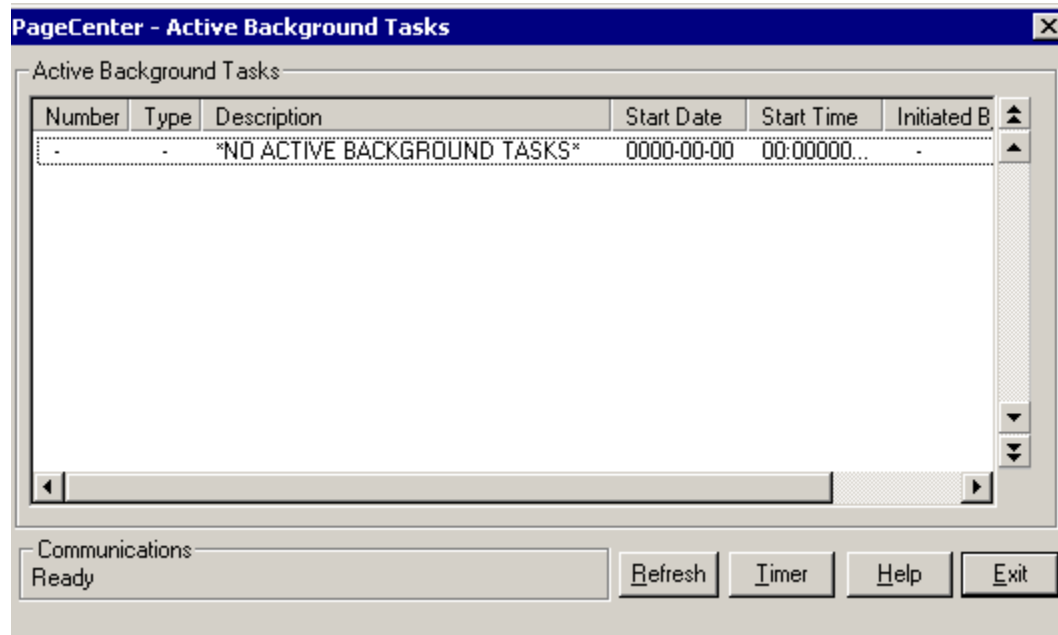 PageCenter - Active Background Tasks
Active Background Tasks
Number Type Description Start Date Start Time Initiated B
- - *NO ACTIVE BACKGROUND TASKS* 0000-00-00 00:00000... -
Communications
Ready Refresh Timer Help Exit